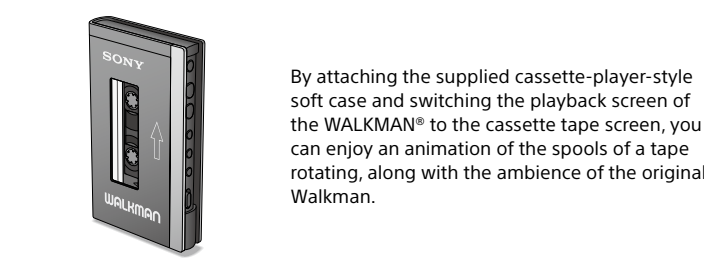 SONY
WALKMAN
By attaching the supplied cassette-player-style
soft case and switching the playback screen of
the WALKMAN® to the cassette tape screen, you
can enjoy an animation of the spools of a tape
rotating, along with the ambience of the original
Walkman.